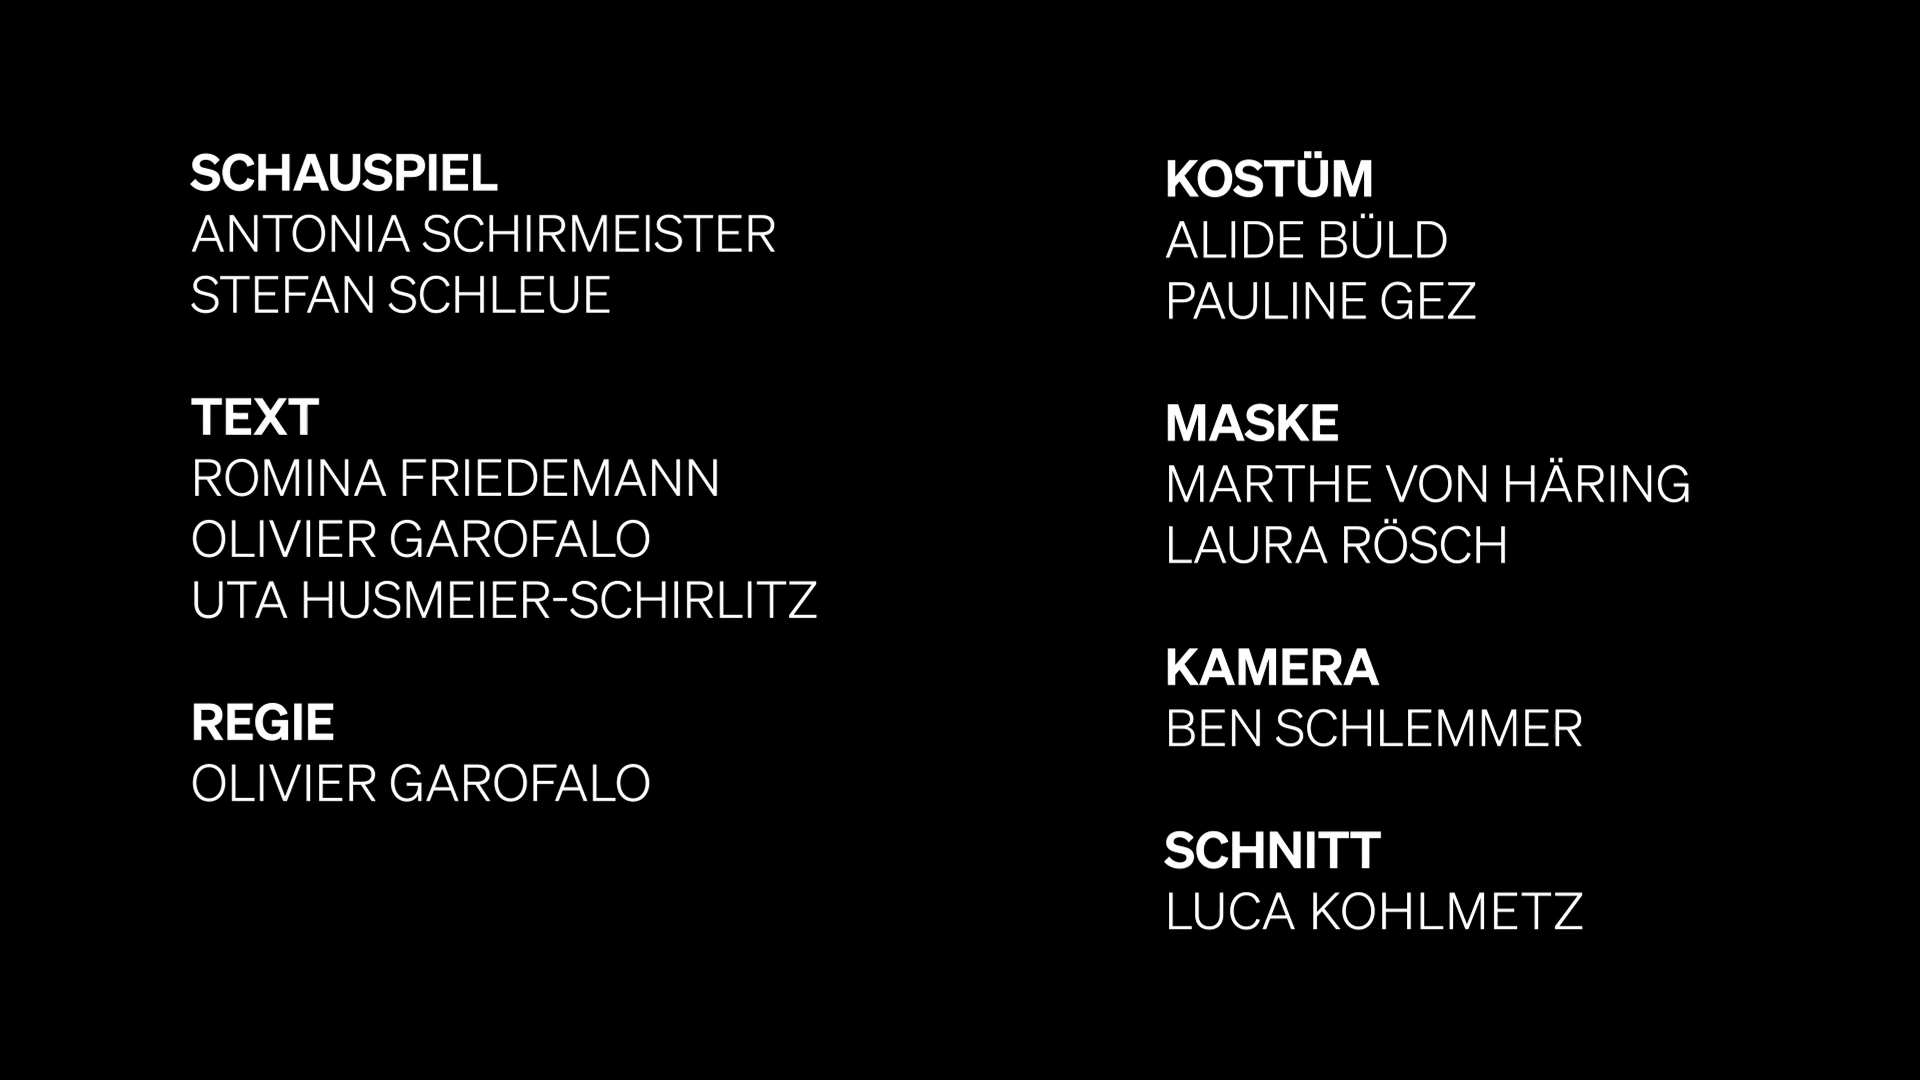 SCHAUSPIEL
ANTONIA SCHIRMEISTER
STEFAN SCHLEUE
TEXT
ROMINA FRIEDEMANN
OLIVIER GAROFALO
UTA HUSMEIER-SCHIRLITZ
REGIE
OLIVIER GAROFALO
KOSTÜM
ALIDE BÜLD
PAULINE GEZ
MASKE
MARTHE VON HÄRING
LAURA RÖSCH
KAMERA
BEN SCHLEMMER
SCHNITT
LUCA KOHLMETZ